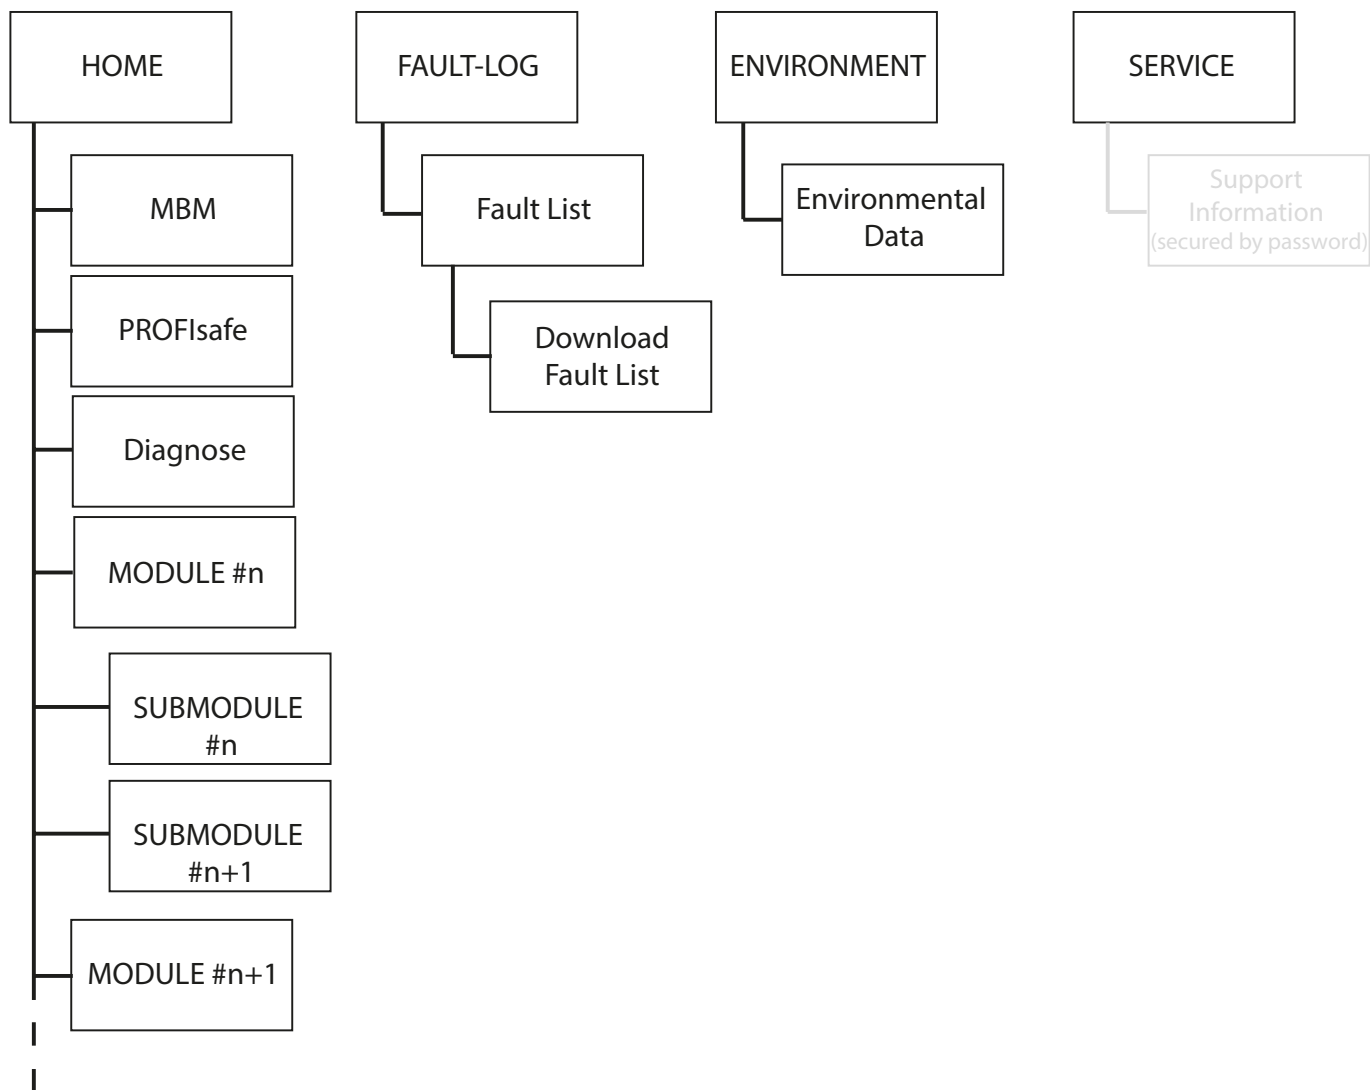 HOME
FAULT-LOG
ENVIRONMENT
SERVICE
MBM
PROFIsafe
Diagnose
MODULE #n
SUBMODULE
#n
SUBMODULE
#n+1
MODULE #n+1
Fault List
Download
Fault List
Environmental
Data
Support
Information
(secured by password)